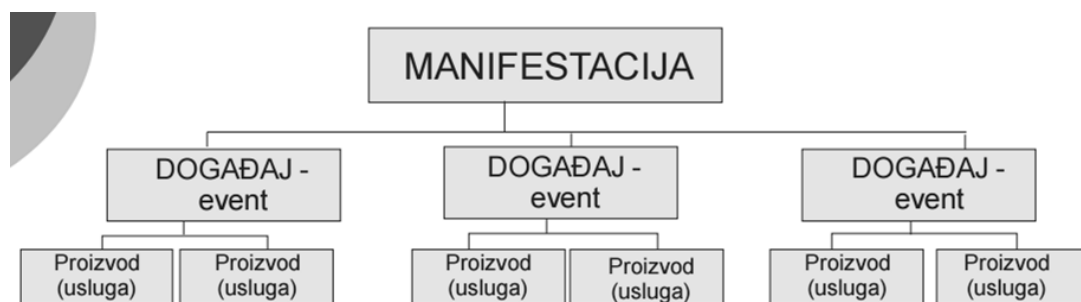 MANIFESTACIJA
DOGAĐAJ -
event
DOGAĐAJ -
event
DOGAĐAJ -
event
Proizvod
(usluga)
Proizvod
(usluga)
Proizvod
(usluga)
Proizvod
(usluga)
Proizvod
(usluga)
Proizvod
(usluga)